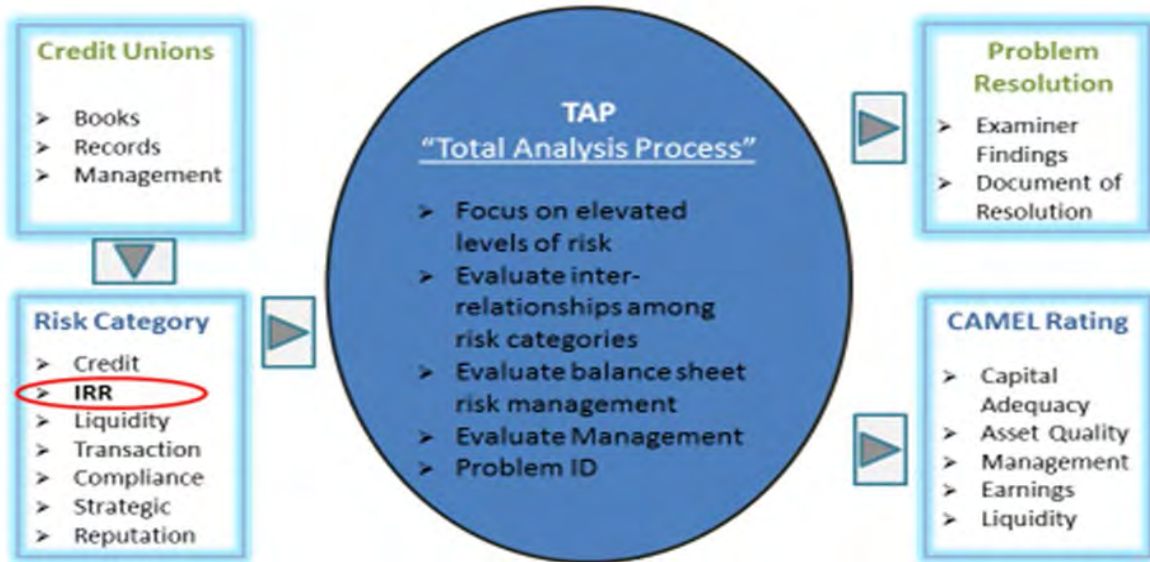 Credit Unions
➢ Books
➢ Records
➢ Management
Risk Category
➢ Credit
➢ IRR
➢ Liquidity
➢ Transaction
➢ Compliance
➢ Strategic
➢ Reputation
TAP
“Total Analysis Process”
➢ Focus on elevated
levels of risk
➢ Evaluate inter-
relationships among
risk categories
➢ Evaluate balance sheet
risk management
➢ Evaluate Management
➢ Problem ID
Problem
Resolution
➢ Examiner
Findings
➢ Document of
Resolution
CAMEL Rating
➢ Capital
Adequacy
➢ Asset Quality
➢ Management
➢ Earnings
➢ Liquidity